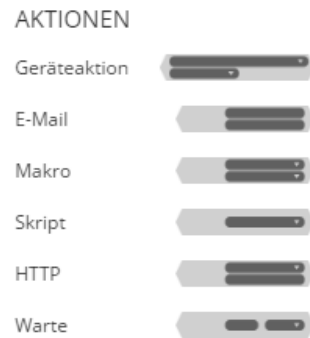 AKTIONEN
Geräteaktion
E-Mail
Makro
Skript
HTTP
Warte